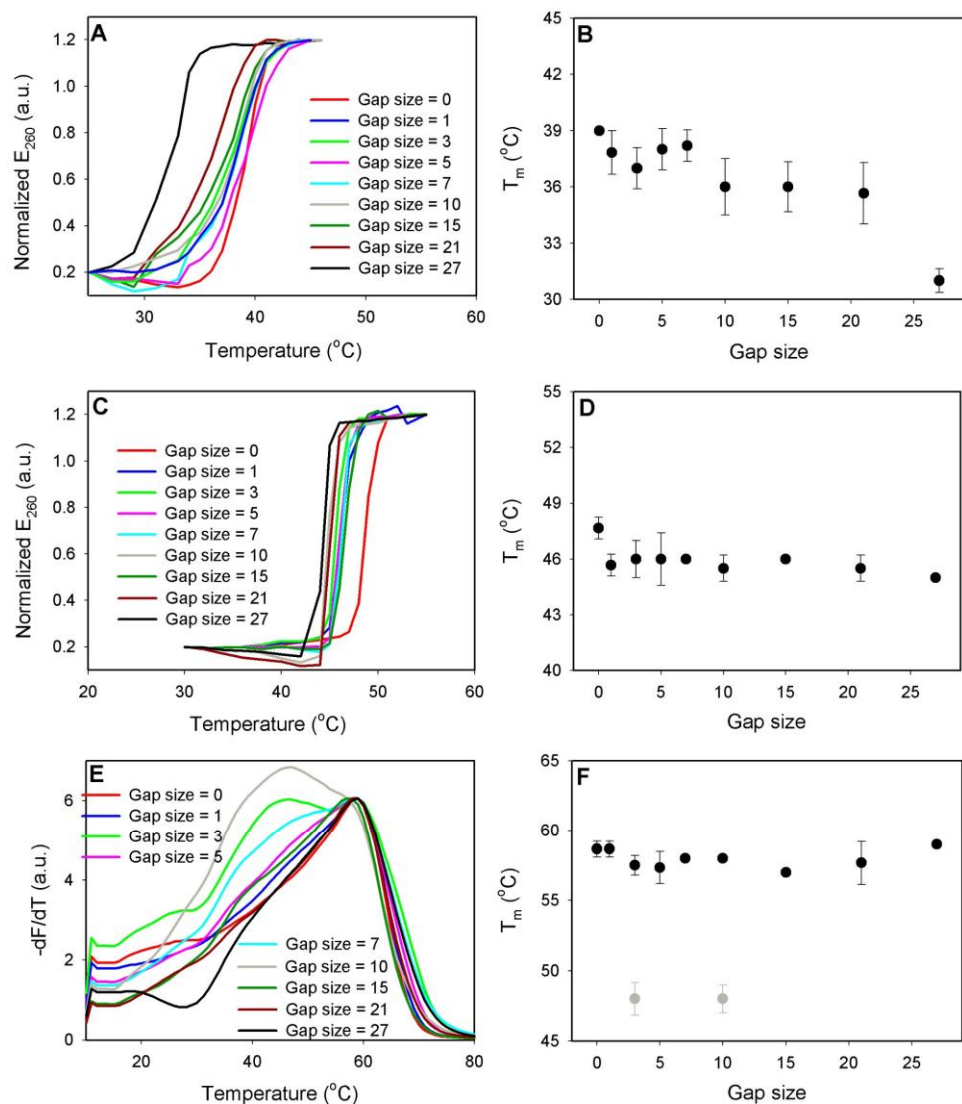 A
1.2
1.0
0.8
0.6
0.4
0.2
Normalized E260 (a.u.)
Gap size = 0
Gap size = 1
Gap size = 3
Gap size = 5
Gap size = 7
Gap size = 10
Gap size = 15
Gap size = 21
Gap size = 27
30 40 50 60
Temperature (°C)
B
45
42
39
36
33
30
Tm (°C)
0 5 10 15 20 25
Gap size
C
1.2
1.0
0.8
0.6
0.4
0.2
Normalized E260 (a.u.)
Gap size = 0
Gap size = 1
Gap size = 3
Gap size = 5
Gap size = 7
Gap size = 10
Gap size = 15
Gap size = 21
Gap size = 27
20 30 40 50 60
Temperature (°C)
D
55
52
49
46
43
40
Tm (°C)
0 5 10 15 20 25
Gap size
E
6
4
2
0
-dF/dT (a.u.)
Gap size = 0
Gap size = 1
Gap size = 3
Gap size = 5
Gap size = 7
Gap size = 10
Gap size = 15
Gap size = 21
Gap size = 27
20 40 60 80
Temperature (°C)
F
65
60
55
50
45
Tm (°C)
0 5 10 15 20 25
Gap size